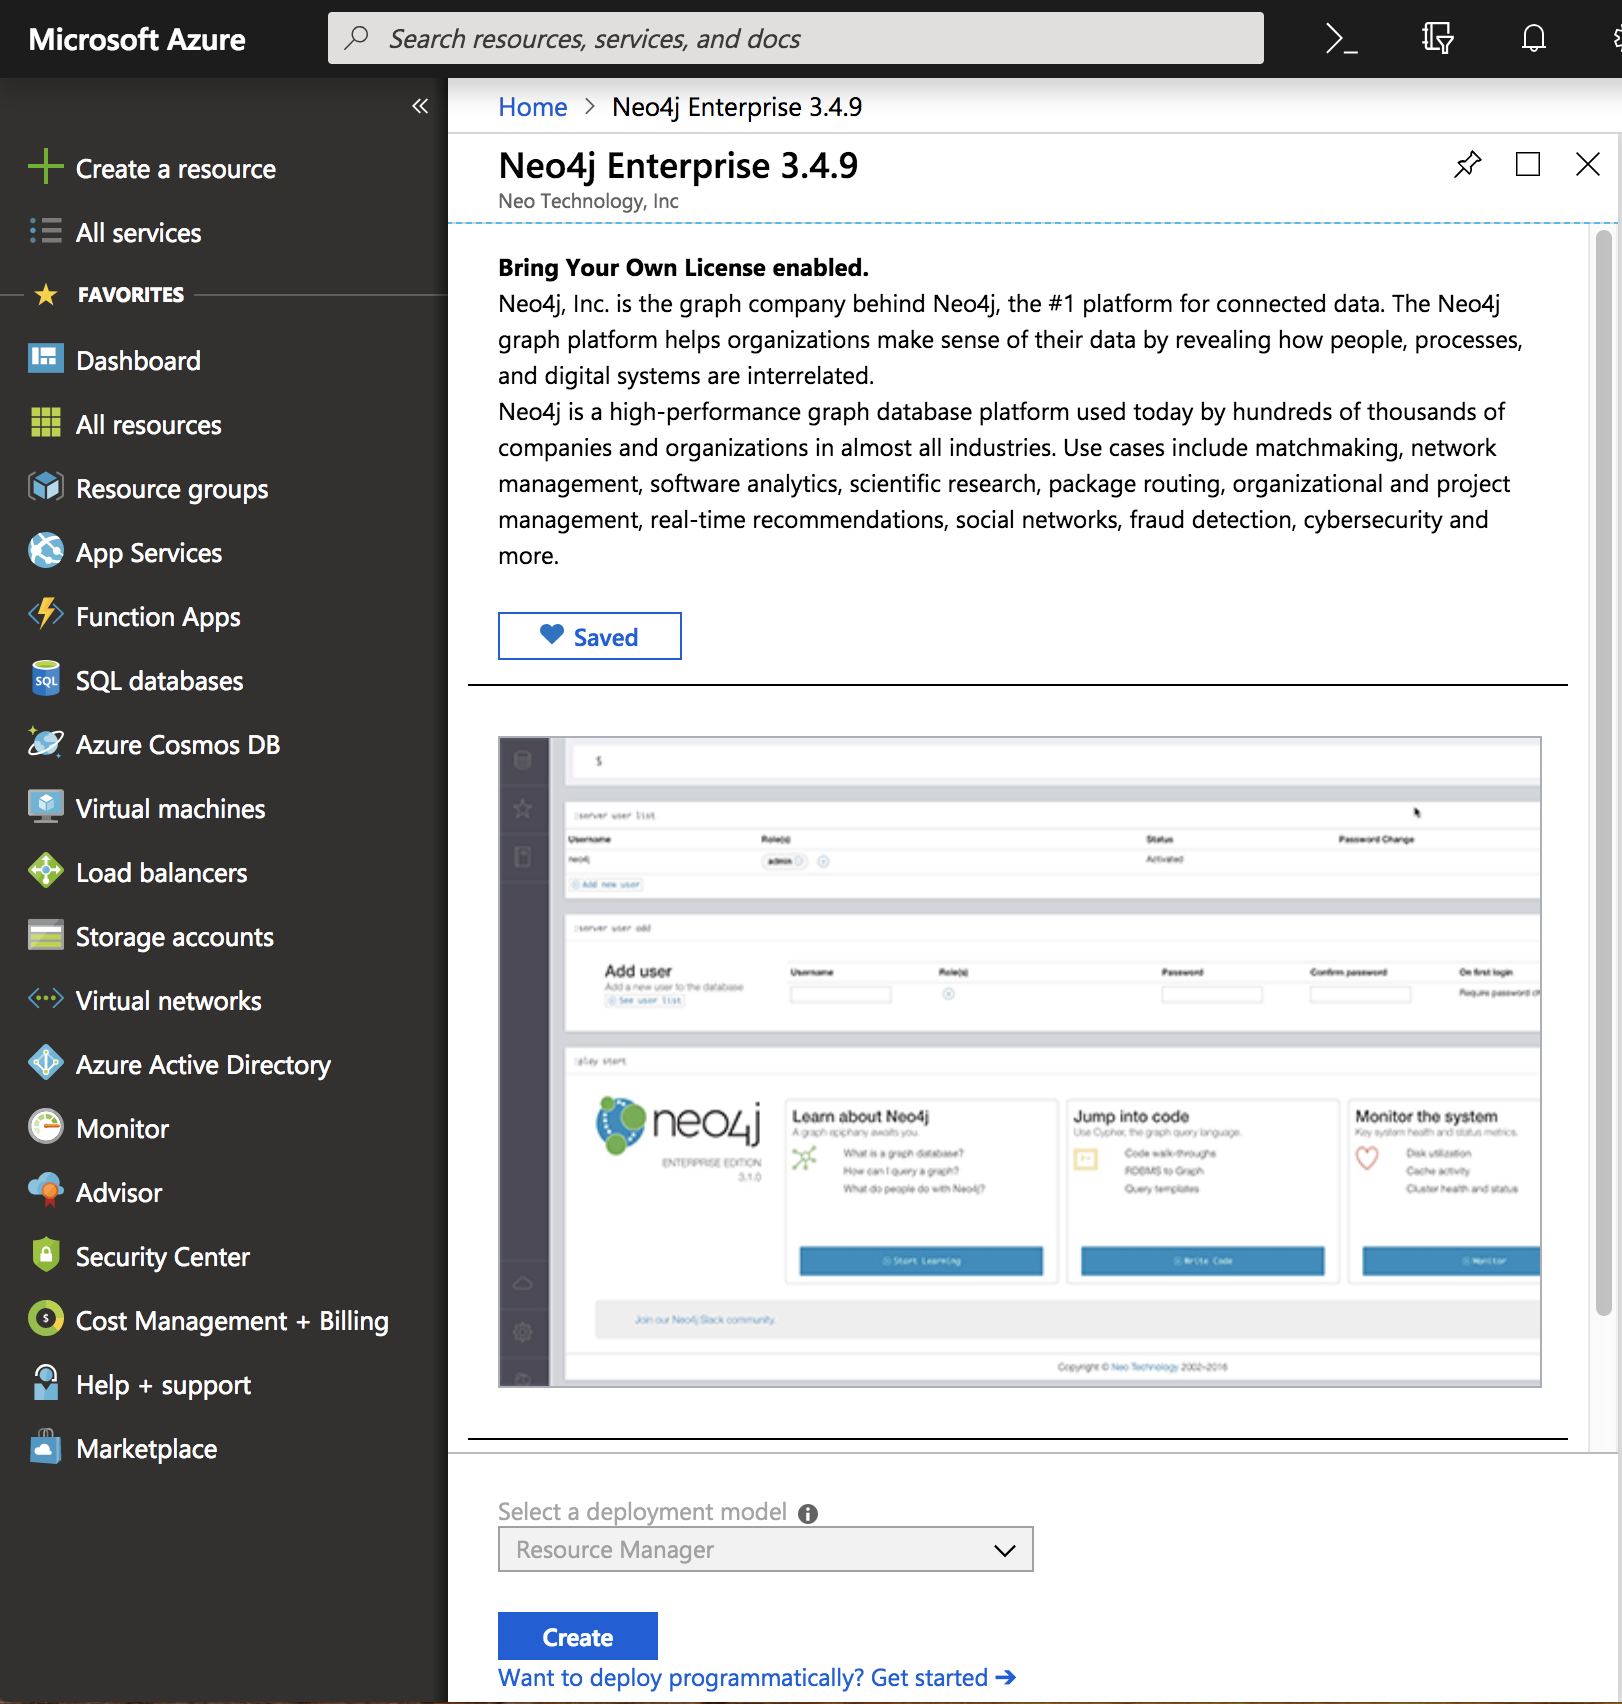 Microsoft Azure
Search resources, services, and docs
Create a resource
All services
FAVORITES
Dashboard
All resources
Resource groups
App Services
Function Apps
SQL
SQL databases
Azure Cosmos DB
Virtual machines
Load balancers
Storage accounts
Virtual networks
Azure Active Directory
Monitor
Advisor
Security Center
Cost Management + Billing
Help + support
Marketplace
Home > Neo4j Enterprise 3.4.9
Neo4j Enterprise 3.4.9
Neo Technology, Inc
Bring Your Own License enabled.
Neo4j, Inc. is the graph company behind Neo4j, the #1 platform for connected data. The Neo4j
graph platform helps organizations make sense of their data by revealing how people, processes,
and digital systems are interrelated.
Neo4j is a high-performance graph database platform used today by hundreds of thousands of
companies and organizations in almost all industries. Use cases include matchmaking, network
management, software analytics, scientific research, package routing, organizational and project
management, real-time recommendations, social networks, fraud detection, cybersecurity and
more.
Saved
$
:server user list
Username Role(s) Status Password Change
neo4j admin Activated
Add new user
:server user add
Add user Username Role(s) Password Confirm password On first login
Add a new user to the database
See user list
Require password
:play start
neo4j
ENTERPRISE EDITION
3.1.0
Learn about Neo4j
A graph epiphany awaits you.
What is a graph database?
How can I query a graph?
What do people do with Neo4j?
Start Learning
Jump into code
Use Cypher, the graph query language.
Code walk-throughs
RDBMS to Graph
Query templates
Write Code
Monitor the system
Key system health and status metrics.
Disk utilization
Cache activity
Cluster health and status
Monitor
Join our Neo4j Slack community
Copyright © Neo Technology 2002-2016
Select a deployment model
Resource Manager
Create
Want to deploy programmatically? Get started →